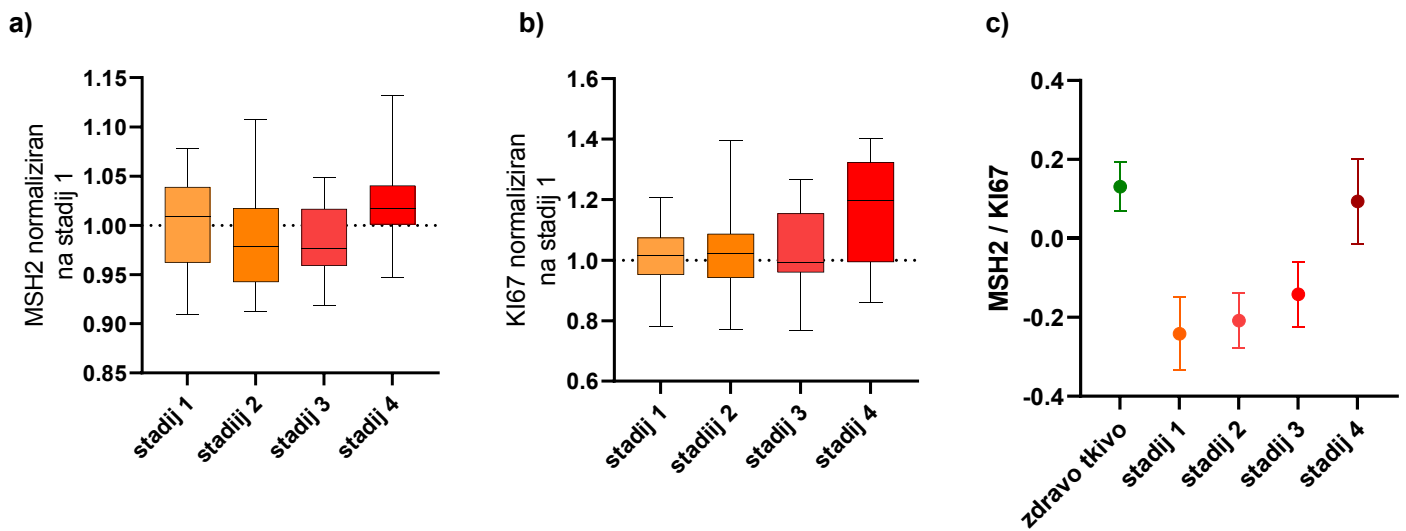 a)
MSH2 normaliziran
na stadij 1
1.15
1.10
1.05
1.00
0.95
0.90
0.85
stadij 1
stadiij 2
stadij 3
stadij 4
b)
KI67 normaliziran
na stadij 1
1.6
1.4
1.2
1.0
0.8
0.6
stadij 1
stadiij 2
stadij 3
stadij 4
c)
MSH2 / KI67
0.4
0.2
0.0
-0.2
-0.4
zdravo tkivo
stadij 1
stadij 2
stadij 3
stadij 4